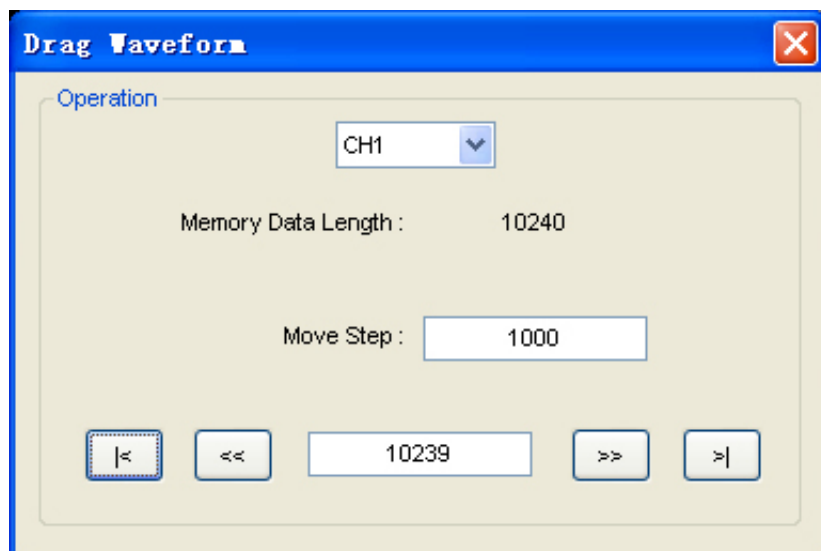 Drag Waveform
Operation
CH1
Memory Data Length : 10240
Move Step : 1000
|< << 10239 >> >|